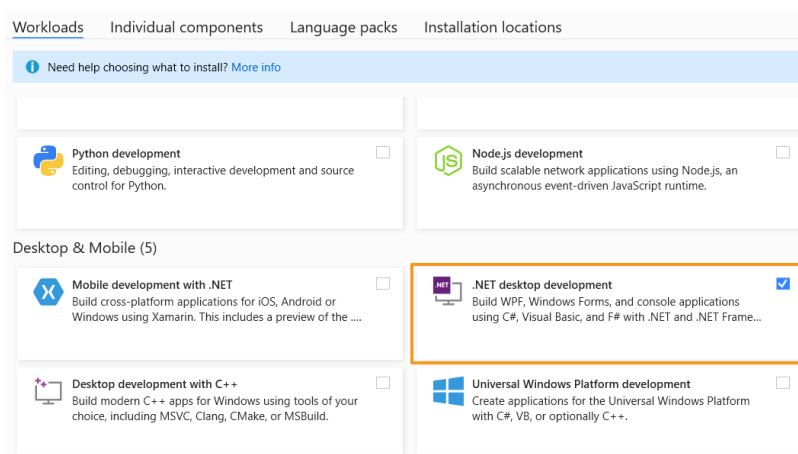 Workloads Individual components Language packs Installation locations
Need help choosing what to install? More info
Python development
Editing, debugging, interactive development and source
control for Python.
JS
Node.js development
Build scalable network applications using Node.js, an
asynchronous event-driven JavaScript runtime.
Desktop & Mobile (5)
Mobile development with .NET
Build cross-platform applications for iOS, Android or
Windows using Xamarin. This includes a preview of the ....
.NET
.NET desktop development
Build WPF, Windows Forms, and console applications
using C#, Visual Basic, and F# with .NET and .NET Frame...
Desktop development with C++
Build modern C++ apps for Windows using tools of your
choice, including MSVC, Clang, CMake, or MSBuild.
Universal Windows Platform development
Create applications for the Universal Windows Platform
with C#, VB, or optionally C++.